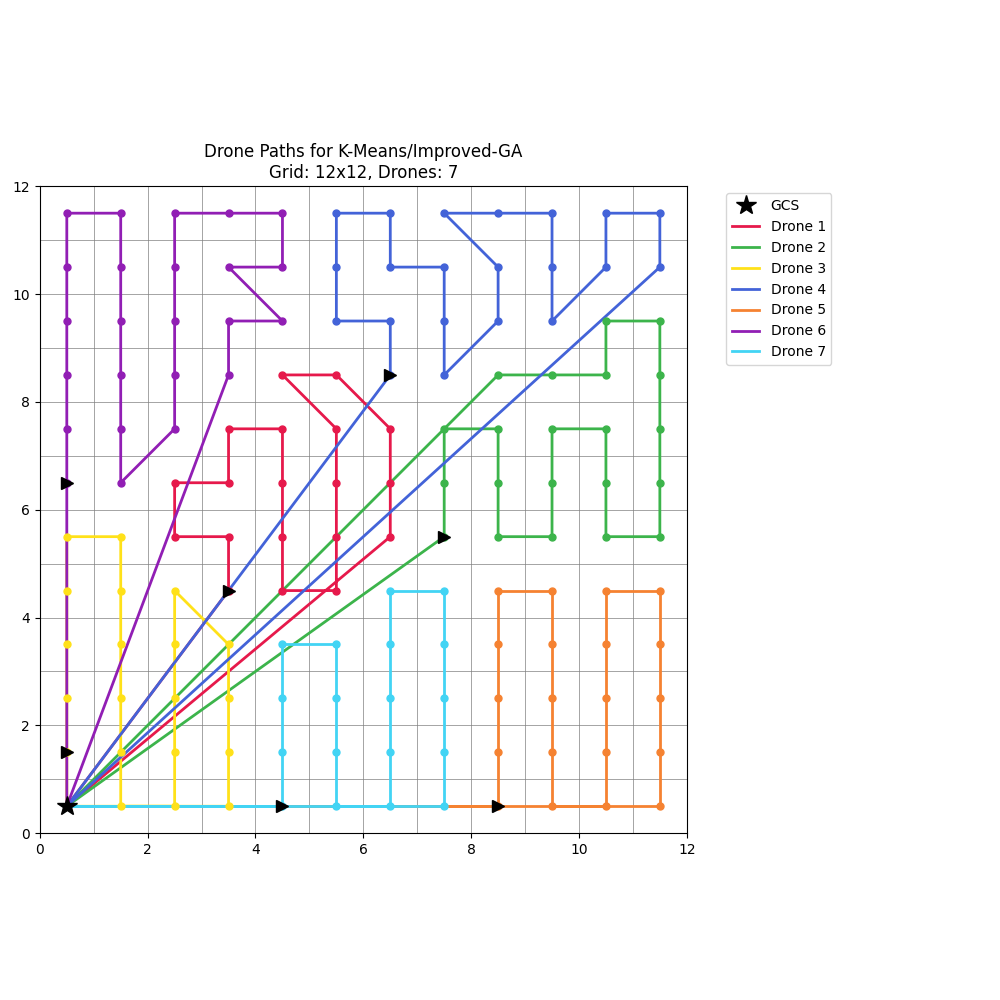 Drone Paths for K-Means/Improved-GA
Grid: 12x12, Drones: 7
GCS
Drone 1
Drone 2
Drone 3
Drone 4
Drone 5
Drone 6
Drone 7
12
10
8
6
4
2
0
0 2 4 6 8 10 12